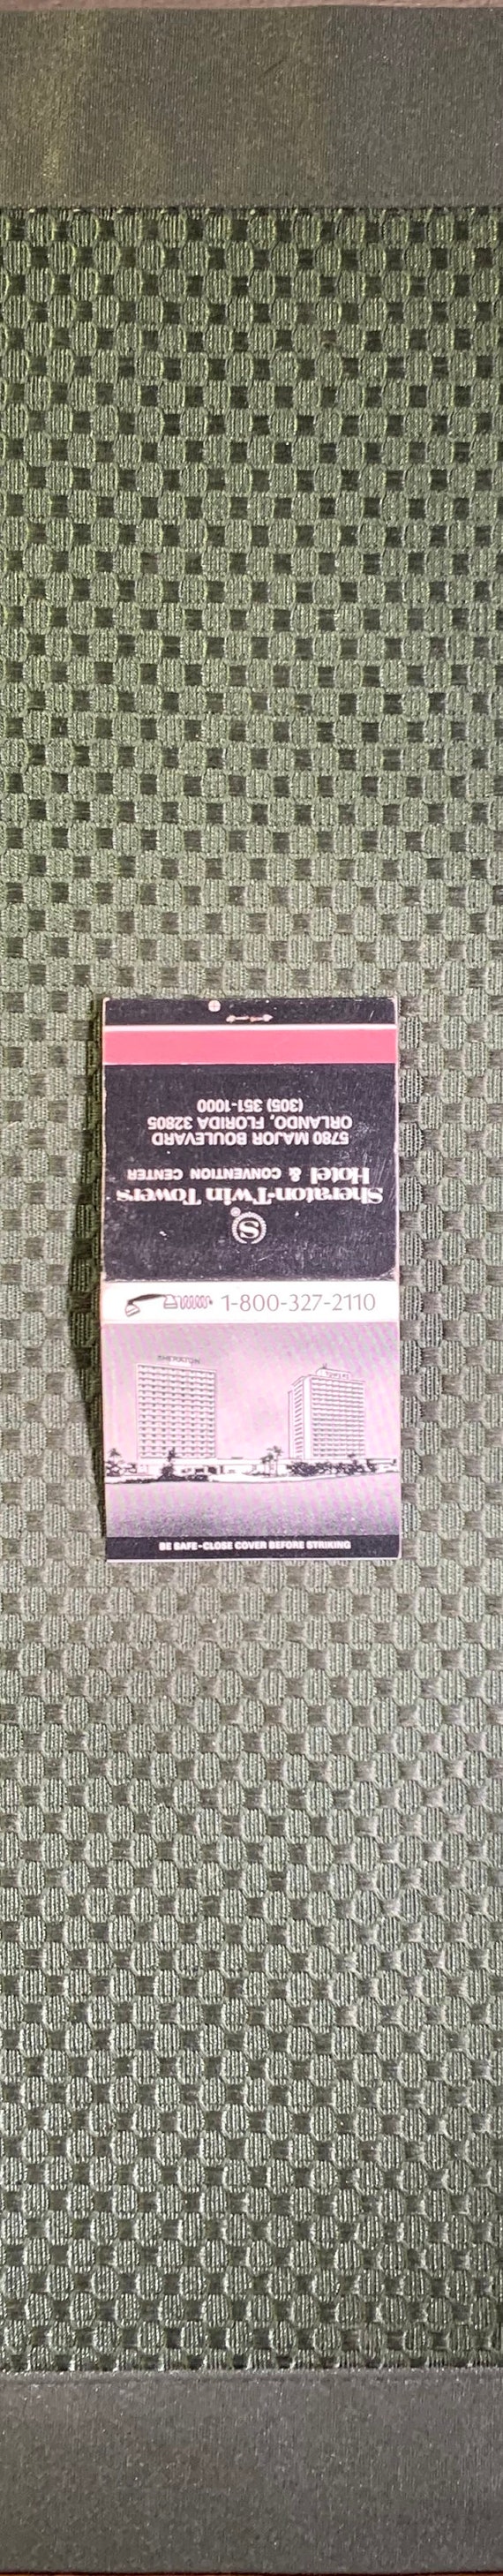 S
®
Sheraton-Twin Towers
Hotel & CONVENTION CENTER
5780 MAJOR BOULEVARD
ORLANDO, FLORIDA 32805
(305) 351-1000
1-800-327-2110
SHERATON
BE SAFE-CLOSE COVER BEFORE STRIKING